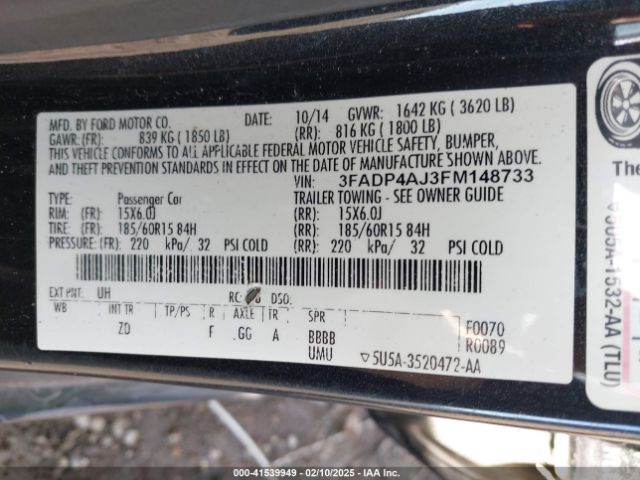 MFD. BY FORD MOTOR CO. DATE: 10/14 GVWR: 1642 KG ( 3620 LB)
GAWR: (FR): 839 KG ( 1850 LB) (RR): 816 KG ( 1800 LB)
THIS VEHICLE CONFORMS TO ALL APPLICABLE FEDERAL MOTOR VEHICLE SAFETY, BUMPER,
AND THEFT PREVENTION STANDARDS IN EFFECT ON THE DATE OF MANUFACTURE SHOWN ABOVE.
VIN: 3FADP4AJ3FM148733
TYPE: Passenger Car TRAILER TOWING - SEE OWNER GUIDE
RIM: (FR): 15X6.0J (RR): 15X6.0J
TIRE: (FR): 185/60R15 84H (RR): 185/60R15 84H
PRESSURE: (FR): 220 kPa/ 32 PSI COLD (RR): 220 kPa/ 32 PSI COLD
EXT PNT: UH RC: DSO:
WB INT TR TP/PS R AXLE TR SPR
ZD F GG A BBBB F0070
UMU R0089
▽5U5A-3520472-AA
5U5A-1532-AA (TLU)
(c) 2000 - 41539949 - 02/10/2025 - IAA Inc.